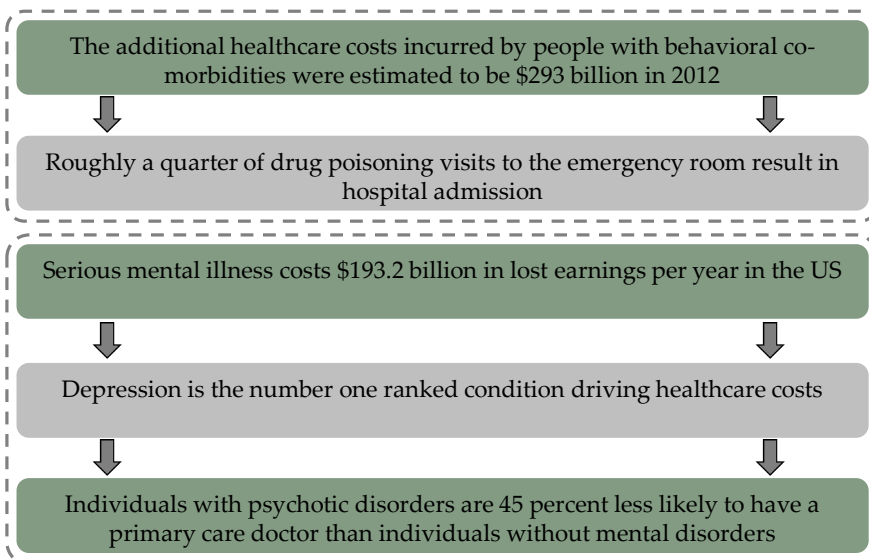 The additional healthcare costs incurred by people with behavioral co-
morbidities were estimated to be $293 billion in 2012
Roughly a quarter of drug poisoning visits to the emergency room result in
hospital admission
Serious mental illness costs $193.2 billion in lost earnings per year in the US
Depression is the number one ranked condition driving healthcare costs
Individuals with psychotic disorders are 45 percent less likely to have a
primary care doctor than individuals without mental disorders